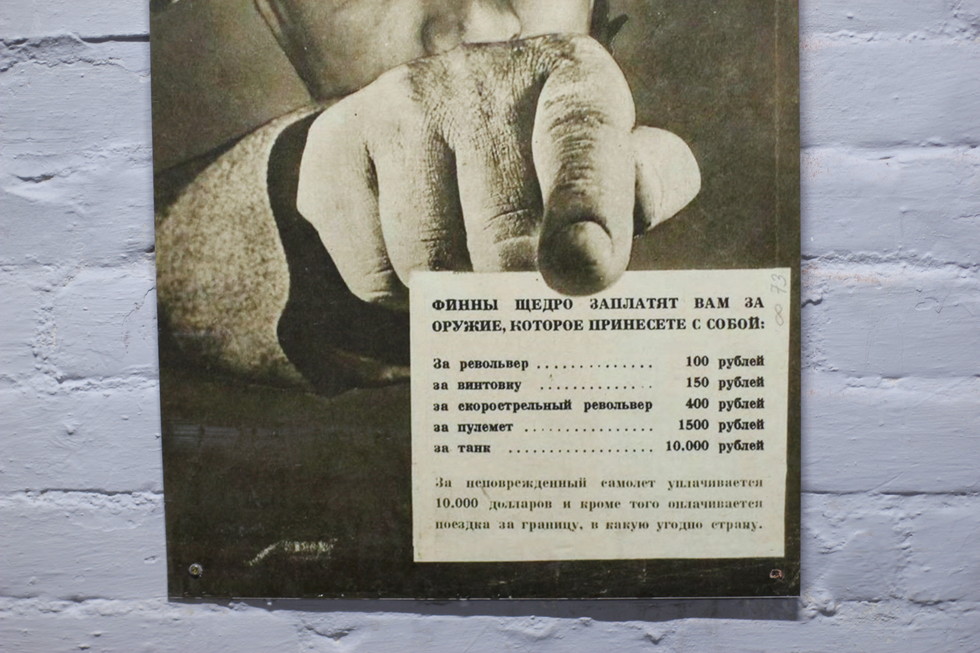 ФИННЫ ЩЕДРО ЗАПЛАТЯТ ВАМ ЗА
ОРУЖИЕ, КОТОРОЕ ПРИНЕСЕТЕ С СОБОЙ:
За револьвер .............. 100 рублей
за винтовку .............. 150 рублей
за скорострельный револьвер 400 рублей
за пулемет ................ 1500 рублей
за танк .................. 10.000 рублей
За неповрежденный самолет уплачивается
10.000 долларов и кроме того оплачивается
поездка за границу, в какую угодно страну.